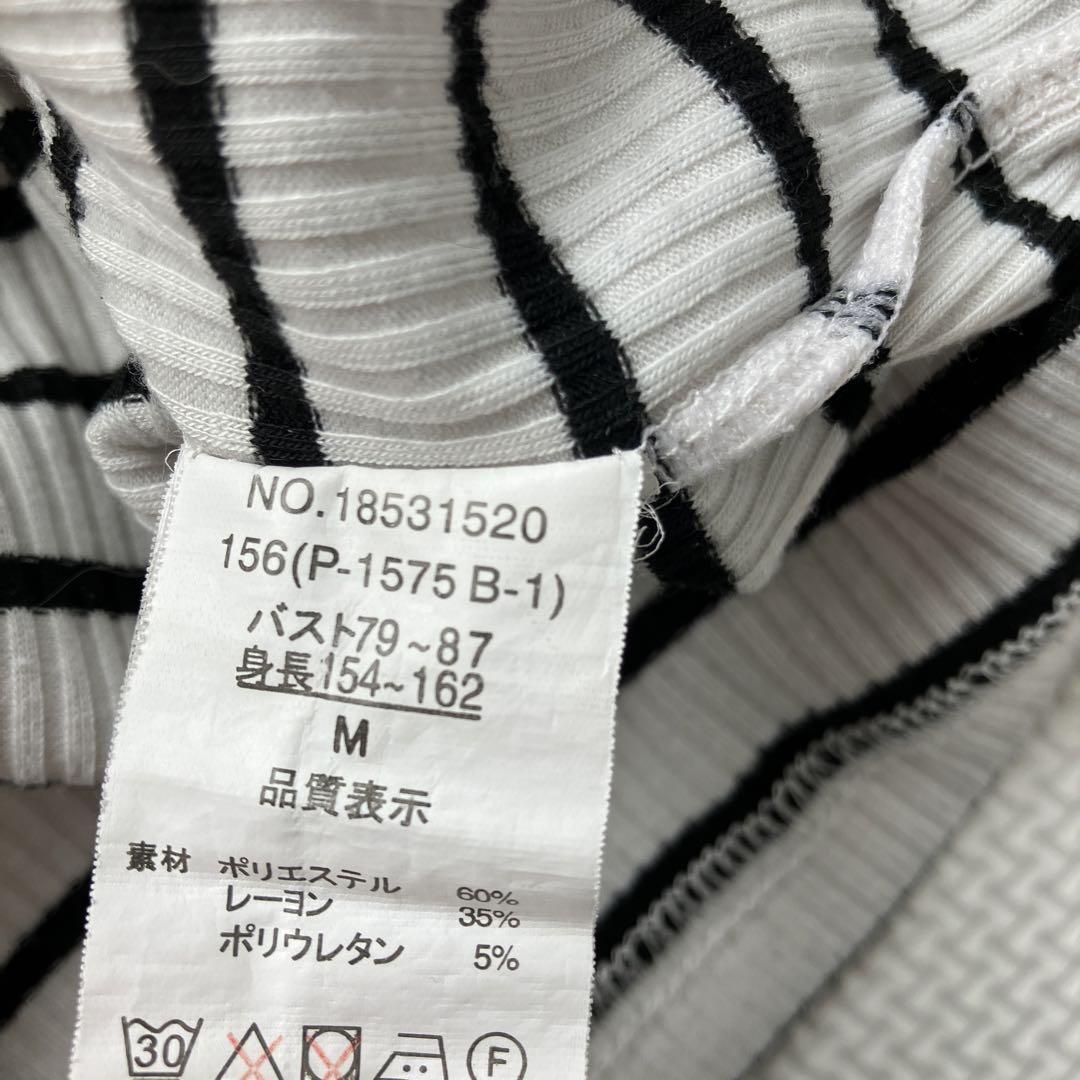 NO.18531520
156(P-1575 B-1)
バスト79~87
身長154~162
M
品質表示
素材 ポリエステル 60%
レーヨン 35%
ポリウレタン 5%
30 F